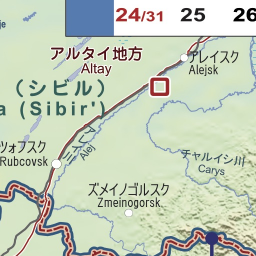 24/31 25 26
アルタイ地方
Altay
アレイスク
Alejsk
（シビル）
a (Sibir')
アレイ川
Alej
ツォフスク
Rubcovsk
チャルイシ川
Carys
ズメイノゴルスク
Zmeinogorsk